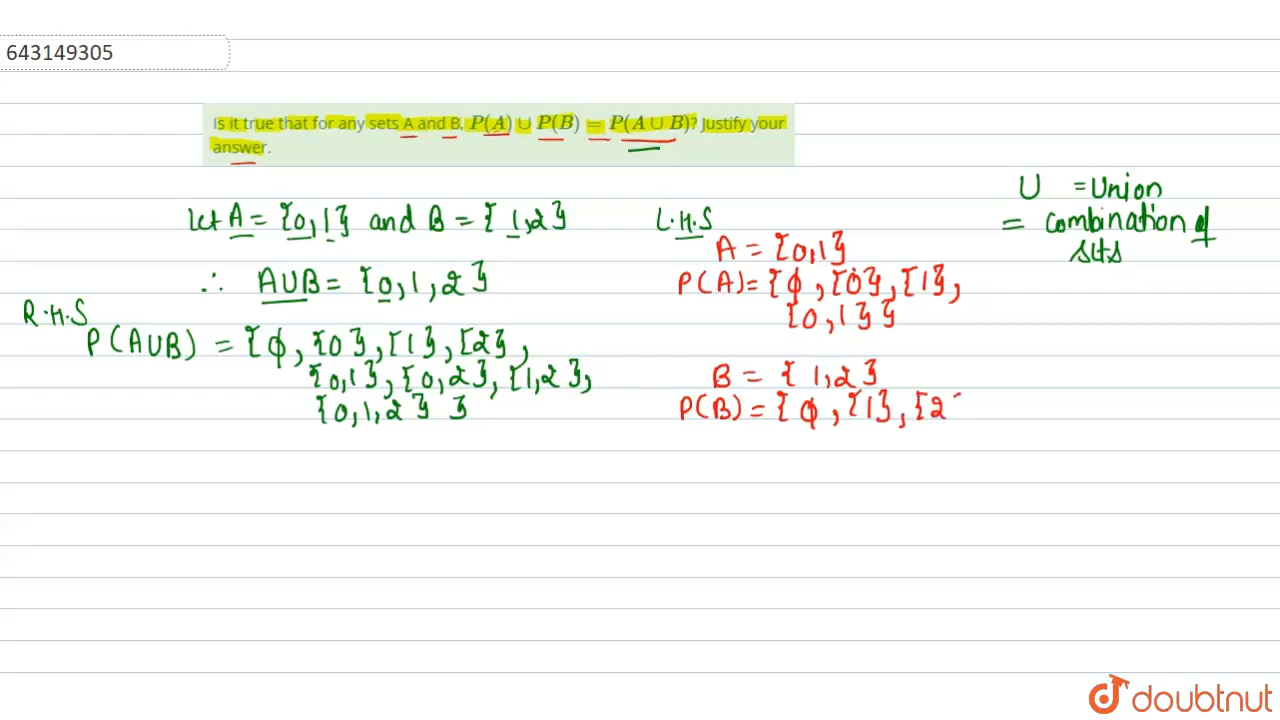 643149305
Is it true that for any sets A and B, P(A) ∪ P(B) = P(A ∪ B)? Justify your
answer.
Let A = {0,1} and B = {1,2}
∴ A∪B = {0,1,2}
R.H.S
P(A∪B) = {ϕ, {0}, {1}, {2},
{0,1}, {0,2}, {1,2},
{0,1,2} }
L.H.S
A = {0,1}
P(A) = {ϕ, {0}, {1},
{0,1}}
B = {1,2}
P(B) = {ϕ, {1}, {2
U = Union
= combination of
sets
doubtnut